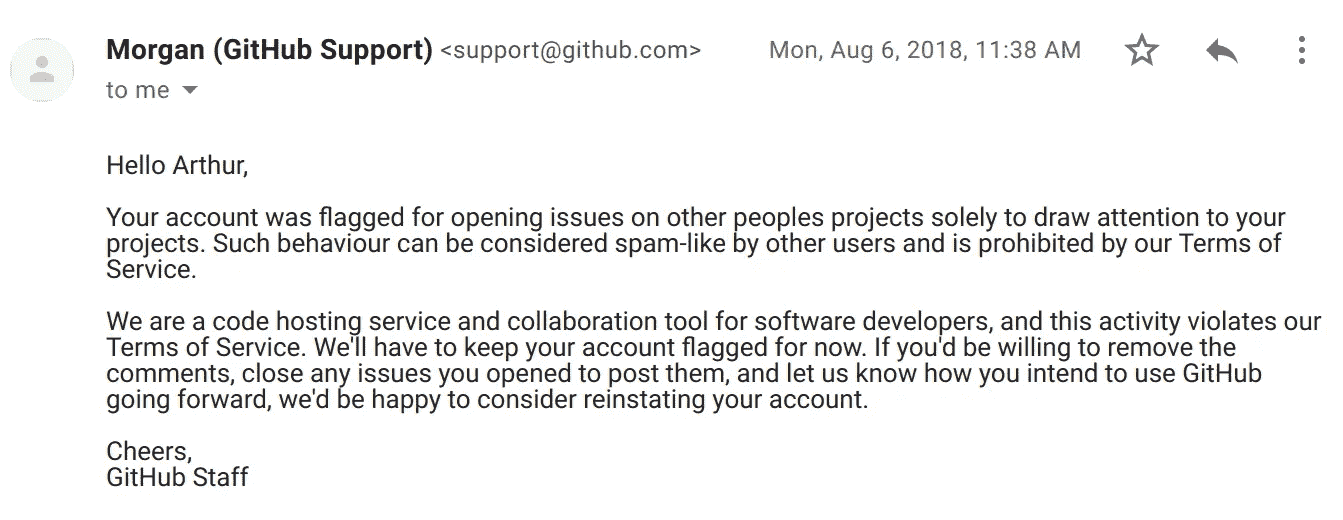 Morgan (GitHub Support) <support@github.com> Mon, Aug 6, 2018, 11:38 AM
to me
Hello Arthur,
Your account was flagged for opening issues on other peoples projects solely to draw attention to your
projects. Such behaviour can be considered spam-like by other users and is prohibited by our Terms of
Service.
We are a code hosting service and collaboration tool for software developers, and this activity violates our
Terms of Service. We'll have to keep your account flagged for now. If you'd be willing to remove the
comments, close any issues you opened to post them, and let us know how you intend to use GitHub
going forward, we'd be happy to consider reinstating your account.
Cheers,
GitHub Staff